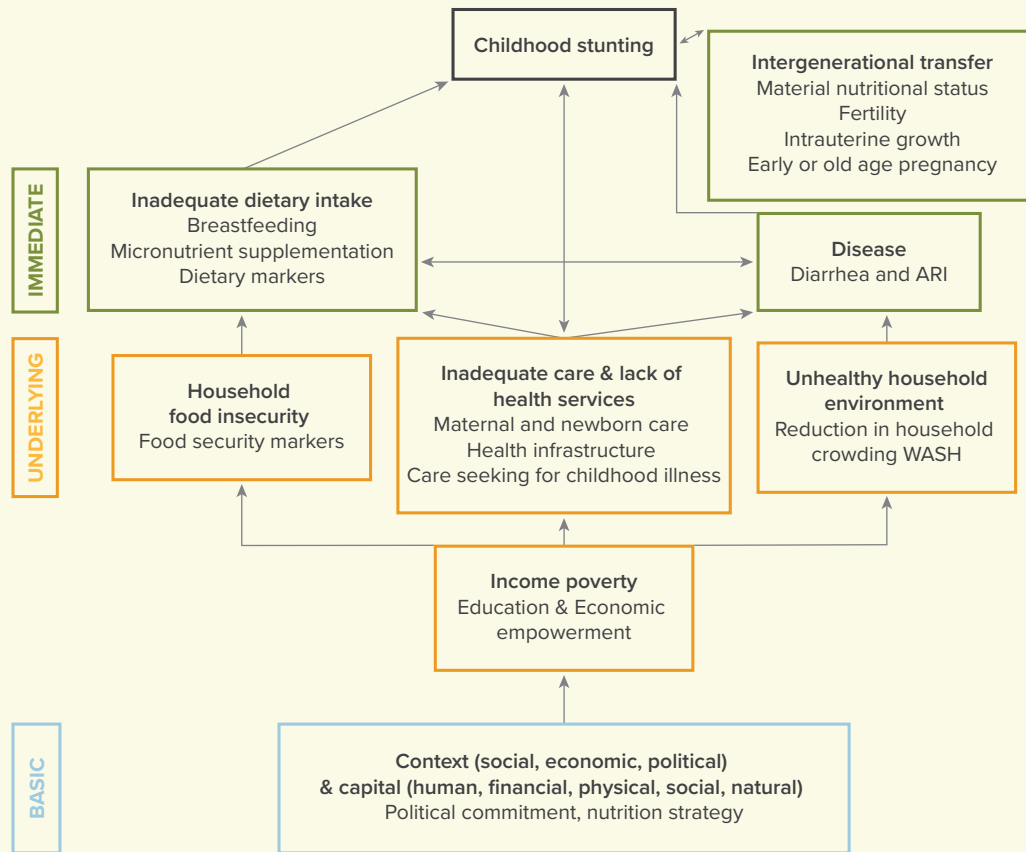 Childhood stunting
Intergenerational transfer
Material nutritional status
Fertility
Intrauterine growth
Early or old age pregnancy
IMMEDIATE
Inadequate dietary intake
Breastfeeding
Micronutrient supplementation
Dietary markers
Disease
Diarrhea and ARI
UNDERLYING
Household
food insecurity
Food security markers
Inadequate care & lack of
health services
Maternal and newborn care
Health infrastructure
Care seeking for childhood illness
Unhealthy household
environment
Reduction in household
crowding WASH
Income poverty
Education & Economic
empowerment
BASIC
Context (social, economic, political)
& capital (human, financial, physical, social, natural)
Political commitment, nutrition strategy